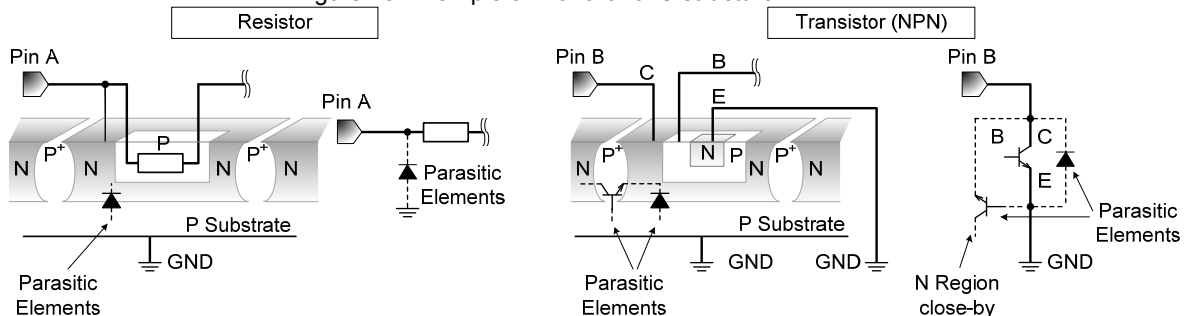 Resistor
Pin A
N
P+
N
P
N
P+
N
Parasitic
Elements
P Substrate
GND
Pin A
Parasitic
Elements
Transistor (NPN)
Pin B
C
B
E
N
P+
N
N
P
N
P+
N
P Substrate
Parasitic
Elements
GND
GND
Pin B
B
C
E
Parasitic
Elements
GND
N Region
close-by